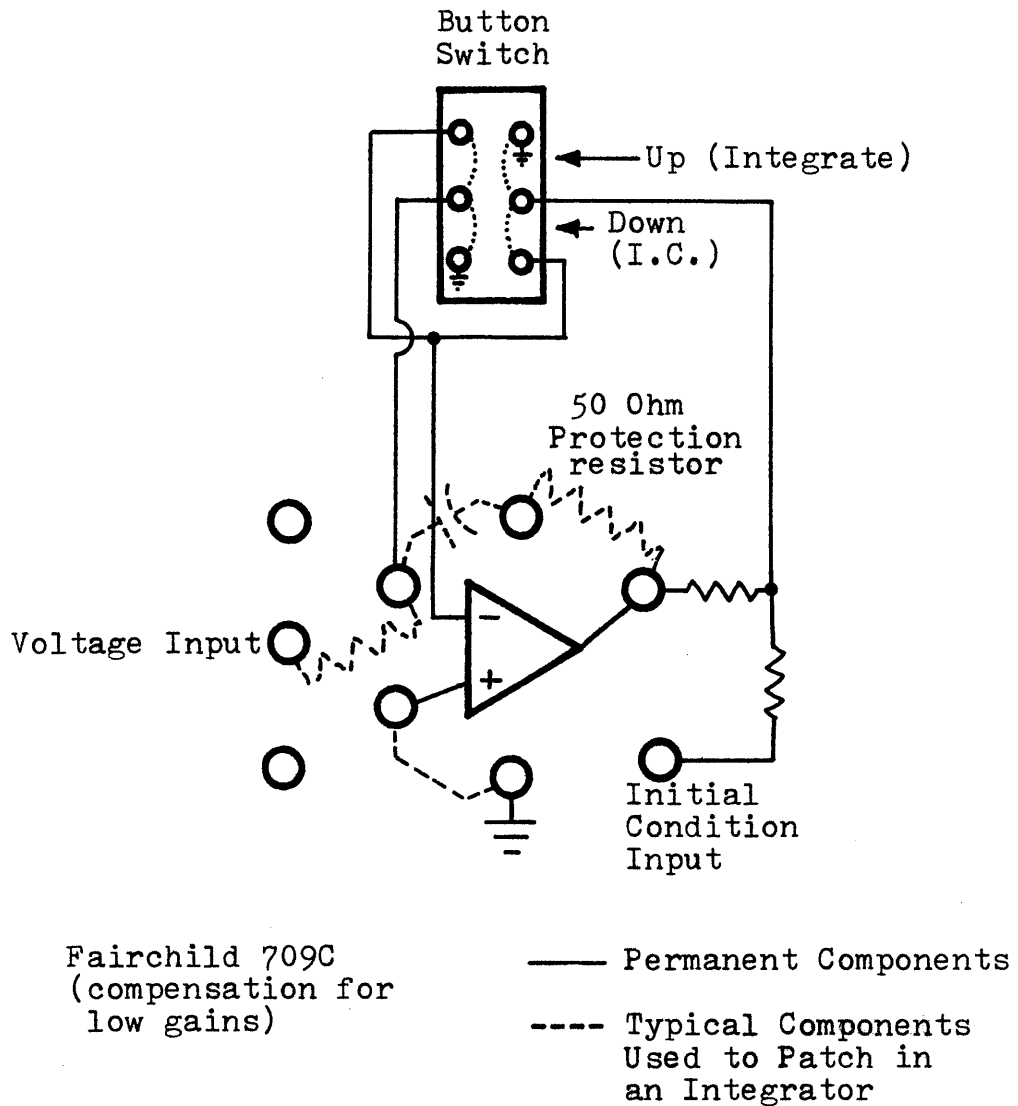 Button
Switch
Up (Integrate)
Down
(I.C.)
50 Ohm
Protection
resistor
Voltage Input
−
+
Initial
Condition
Input
Fairchild 709C
(compensation for
low gains)
Permanent Components
Typical Components
Used to Patch in
an Integrator